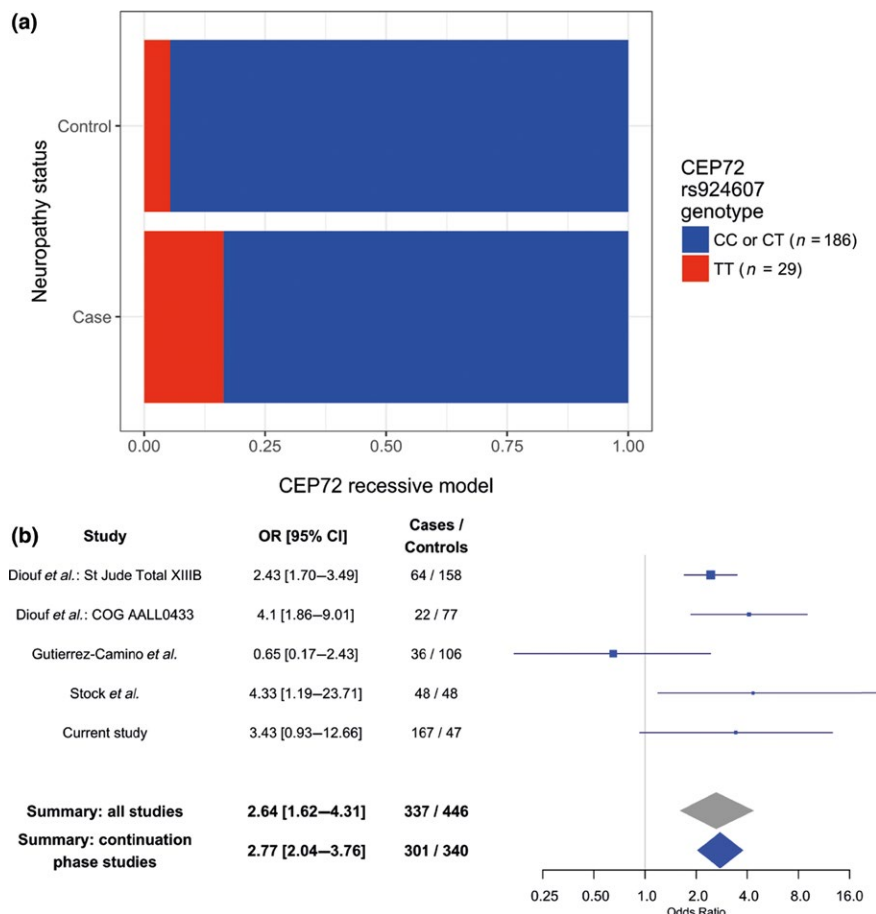 (a)
Neuropathy status
Control
Case
0.00 0.25 0.50 0.75 1.00
CEP72 recessive model
CEP72
rs924607
genotype
CC or CT (n = 186)
TT (n = 29)
(b)
Study OR [95% CI] Cases /
Controls
Diouf et al.: St Jude Total XIIIB 2.43 [1.70–3.49] 64 / 158
Diouf et al.: COG AALL0433 4.1 [1.86–9.01] 22 / 77
Gutierrez-Camino et al. 0.65 [0.17–2.43] 36 / 106
Stock et al. 4.33 [1.19–23.71] 48 / 48
Current study 3.43 [0.93–12.66] 167 / 47
Summary: all studies 2.64 [1.62–4.31] 337 / 446
Summary: continuation
phase studies 2.77 [2.04–3.76] 301 / 340
0.25 0.50 1.0 2.0 4.0 8.0 16.0
Odds Ratio